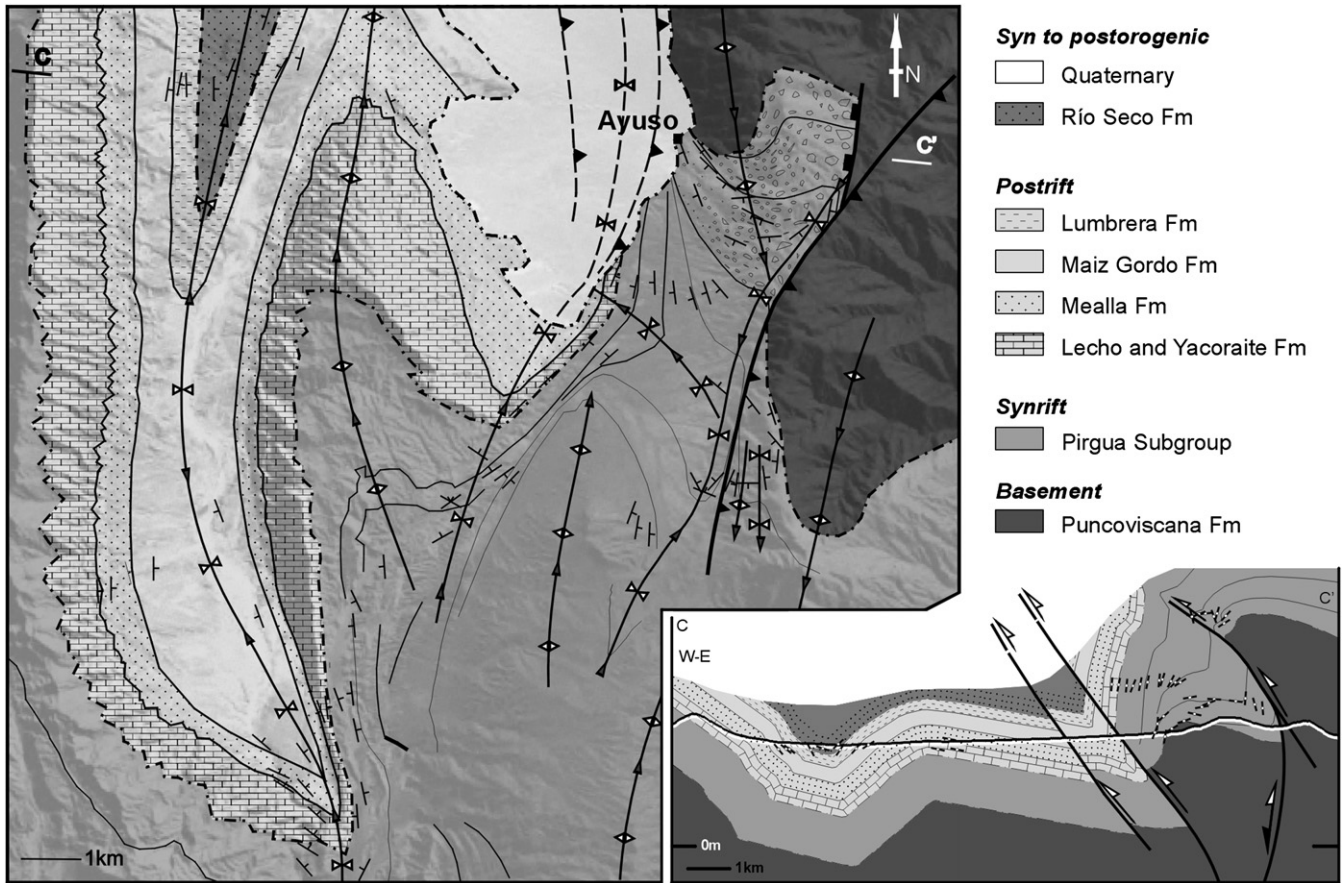 C
Ayuso
N
C'
1km
Syn to postorogenic
Quaternary
Río Seco Fm
Postrift
Lumbrera Fm
Maiz Gordo Fm
Mealla Fm
Lecho and Yacoraite Fm
Synrift
Pirgua Subgroup
Basement
Puncoviscana Fm
C
C'
W-E
0m
1km